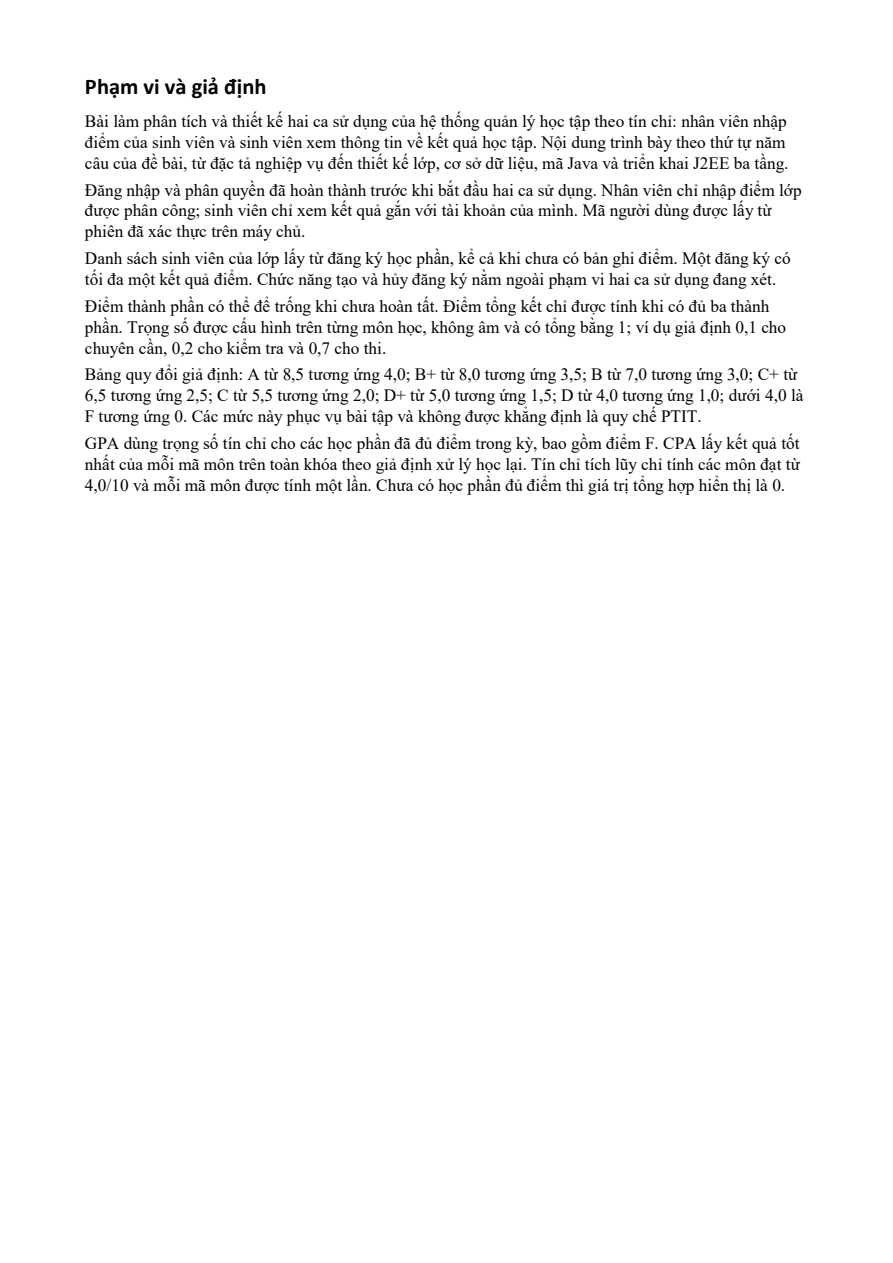 Phạm vi và giả định
Bài làm phân tích và thiết kế hai ca sử dụng của hệ thống quản lý học tập theo tín chỉ: nhân viên nhập
điểm của sinh viên và sinh viên xem thông tin về kết quả học tập. Nội dung trình bày theo thứ tự năm
câu của đề bài, từ đặc tả nghiệp vụ đến thiết kế lớp, cơ sở dữ liệu, mã Java và triển khai J2EE ba tầng.
Đăng nhập và phân quyền đã hoàn thành trước khi bắt đầu hai ca sử dụng. Nhân viên chỉ nhập điểm lớp
được phân công; sinh viên chỉ xem kết quả gắn với tài khoản của mình. Mã người dùng được lấy từ
phiên đã xác thực trên máy chủ.
Danh sách sinh viên của lớp lấy từ đăng ký học phần, kể cả khi chưa có bản ghi điểm. Một đăng ký có
tối đa một kết quả điểm. Chức năng tạo và hủy đăng ký nằm ngoài phạm vi hai ca sử dụng đang xét.
Điểm thành phần có thể để trống khi chưa hoàn tất. Điểm tổng kết chỉ được tính khi có đủ ba thành
phần. Trọng số được cấu hình trên từng môn học, không âm và có tổng bằng 1; ví dụ giả định 0,1 cho
chuyên cần, 0,2 cho kiểm tra và 0,7 cho thi.
Bảng quy đổi giả định: A từ 8,5 tương ứng 4,0; B+ từ 8,0 tương ứng 3,5; B từ 7,0 tương ứng 3,0; C+ từ
6,5 tương ứng 2,5; C từ 5,5 tương ứng 2,0; D+ từ 5,0 tương ứng 1,5; D từ 4,0 tương ứng 1,0; dưới 4,0 là
F tương ứng 0. Các mức này phục vụ bài tập và không được khẳng định là quy chế PTIT.
GPA dùng trọng số tín chỉ cho các học phần đã đủ điểm trong kỳ, bao gồm điểm F. CPA lấy kết quả tốt
nhất của mỗi mã môn trên toàn khóa theo giả định xử lý học lại. Tín chỉ tích lũy chỉ tính các môn đạt từ
4,0/10 và mỗi mã môn được tính một lần. Chưa có học phần đủ điểm thì giá trị tổng hợp hiển thị là 0.